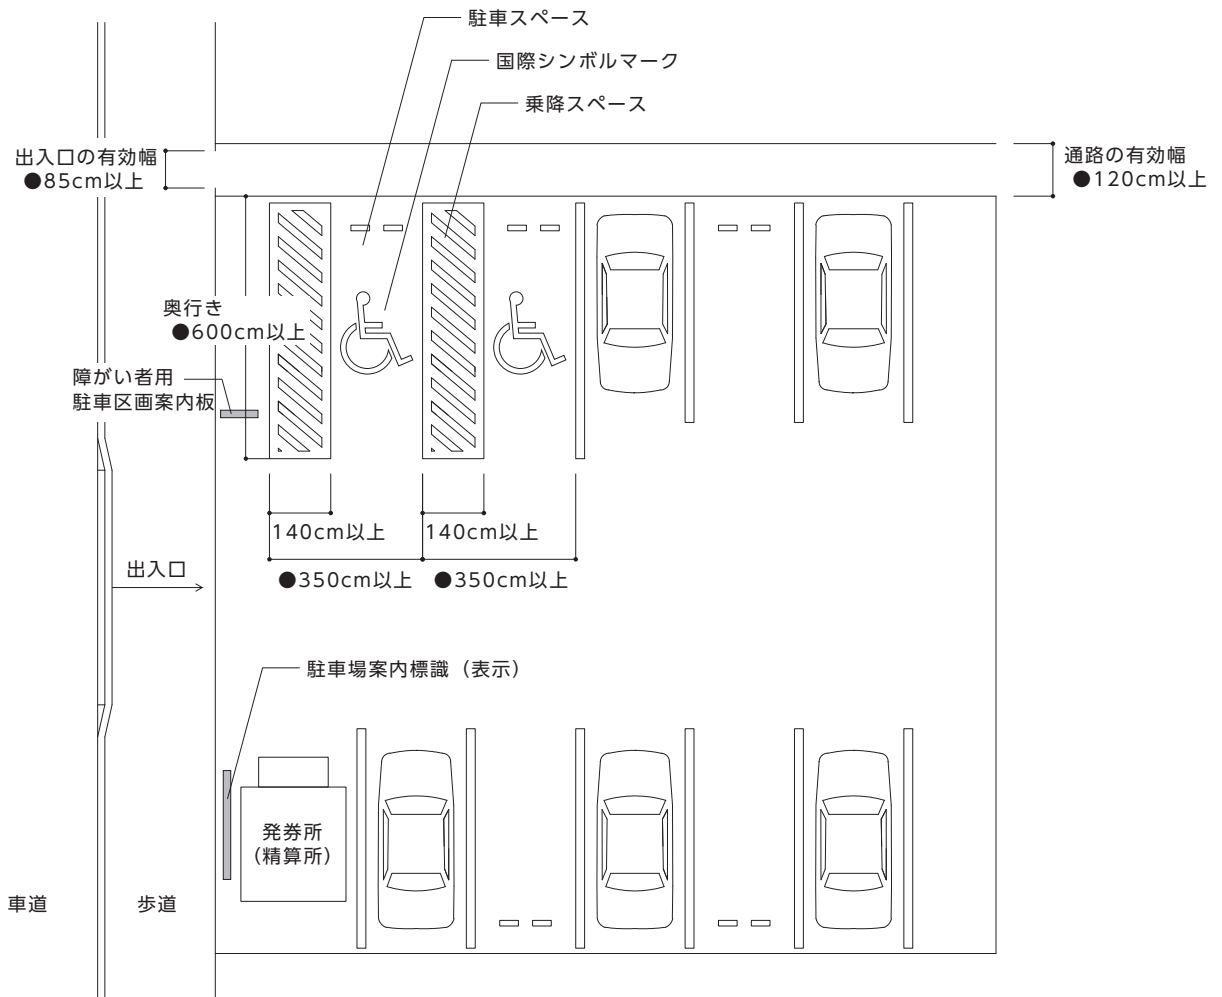 駐車スペース
国際シンボルマーク
乗降スペース
出入口の有効幅
●85cm以上
通路の有効幅
●120cm以上
奥行き
●600cm以上
障がい者用
駐車区画案内板
140cm以上
140cm以上
●350cm以上
●350cm以上
出入口
駐車場案内標識（表示）
発券所
（精算所）
車道
歩道